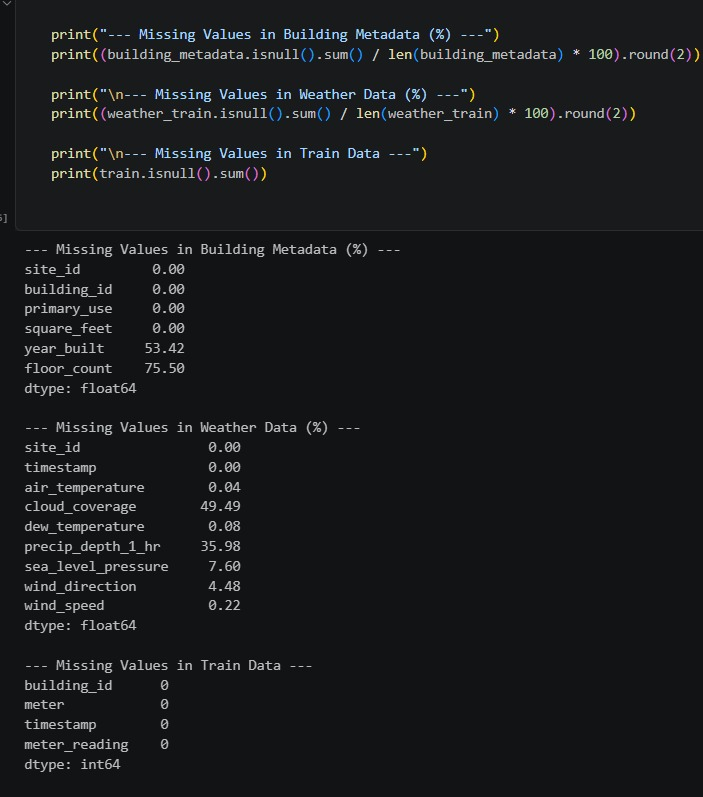 print("--- Missing Values in Building Metadata (%) ---")
print((building_metadata.isnull().sum() / len(building_metadata) * 100).round(2))
print("\n--- Missing Values in Weather Data (%) ---")
print((weather_train.isnull().sum() / len(weather_train) * 100).round(2))
print("\n--- Missing Values in Train Data ---")
print(train.isnull().sum())
]
--- Missing Values in Building Metadata (%) ---
site_id 0.00
building_id 0.00
primary_use 0.00
square_feet 0.00
year_built 53.42
floor_count 75.50
dtype: float64
--- Missing Values in Weather Data (%) ---
site_id 0.00
timestamp 0.00
air_temperature 0.04
cloud_coverage 49.49
dew_temperature 0.08
precip_depth_1_hr 35.98
sea_level_pressure 7.60
wind_direction 4.48
wind_speed 0.22
dtype: float64
--- Missing Values in Train Data ---
building_id 0
meter 0
timestamp 0
meter_reading 0
dtype: int64